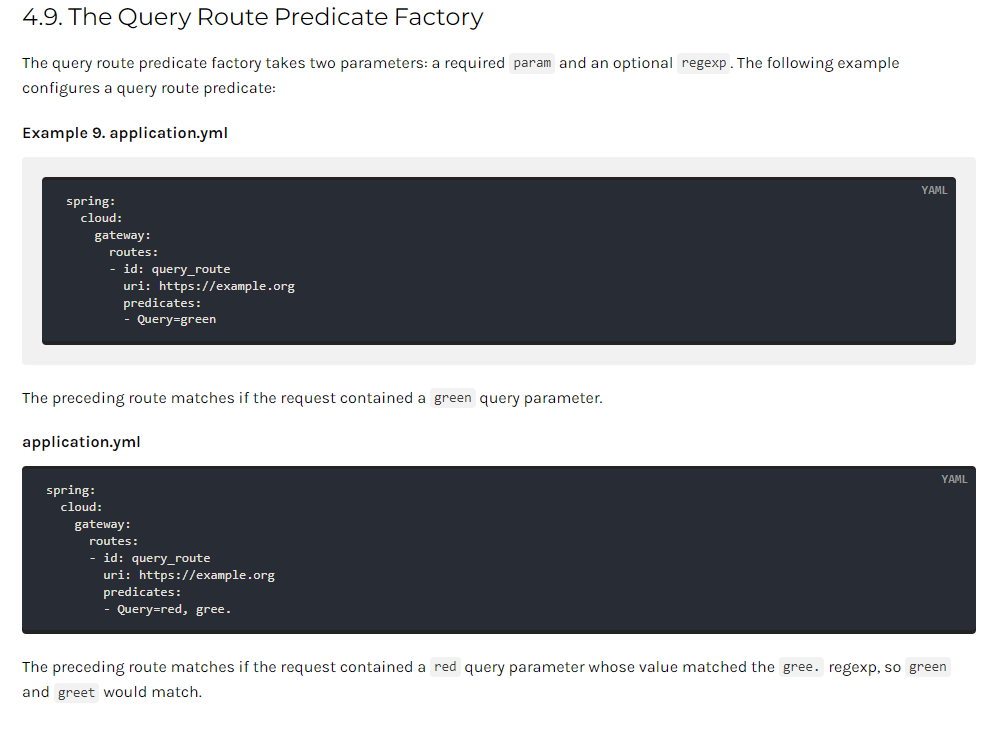 4.9. The Query Route Predicate Factory
The query route predicate factory takes two parameters: a required param and an optional regexp. The following example
configures a query route predicate:
Example 9. application.yml
YAML
spring:
  cloud:
    gateway:
      routes:
      - id: query_route
        uri: https://example.org
        predicates:
        - Query=green
The preceding route matches if the request contained a green query parameter.
application.yml
YAML
spring:
  cloud:
    gateway:
      routes:
      - id: query_route
        uri: https://example.org
        predicates:
        - Query=red, gree.
The preceding route matches if the request contained a red query parameter whose value matched the gree. regexp, so green
and greet would match.